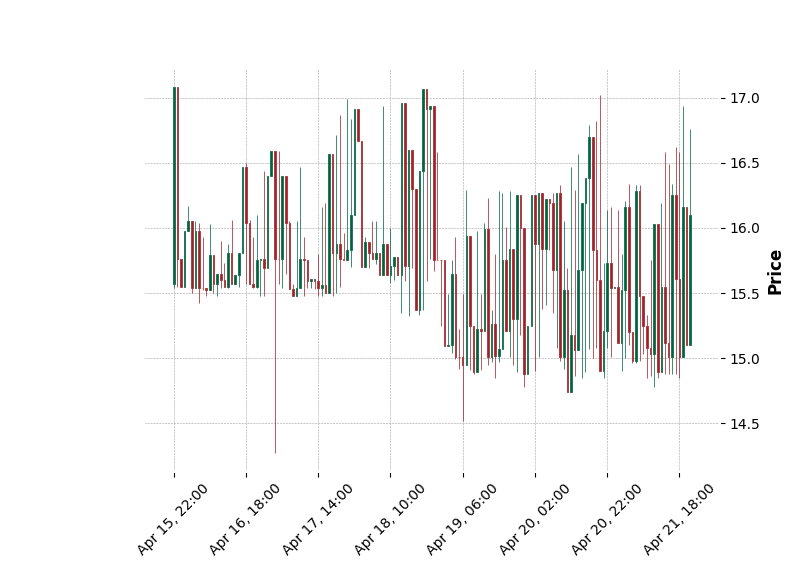 17.0
16.5
16.0
15.5
15.0
14.5
Price
Apr 15, 22:00
Apr 16, 18:00
Apr 17, 14:00
Apr 18, 10:00
Apr 19, 06:00
Apr 20, 02:00
Apr 20, 22:00
Apr 21, 18:00